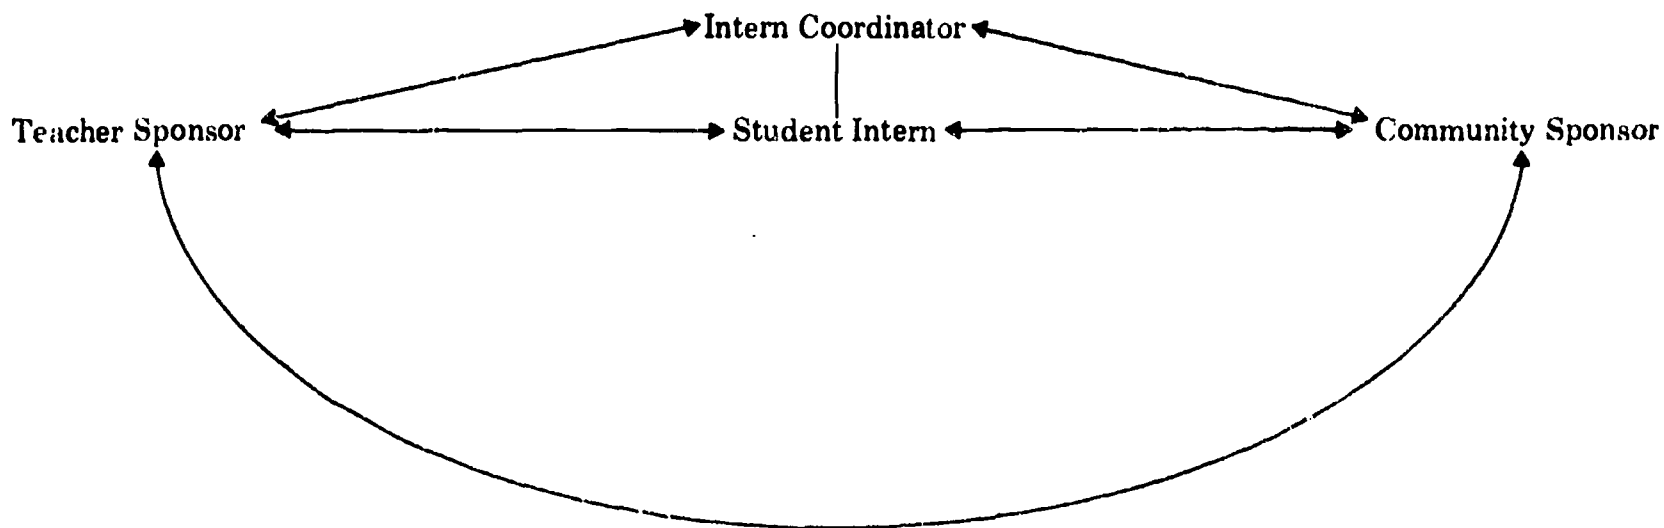 Intern Coordinator
Teacher Sponsor Student Intern Community Sponsor